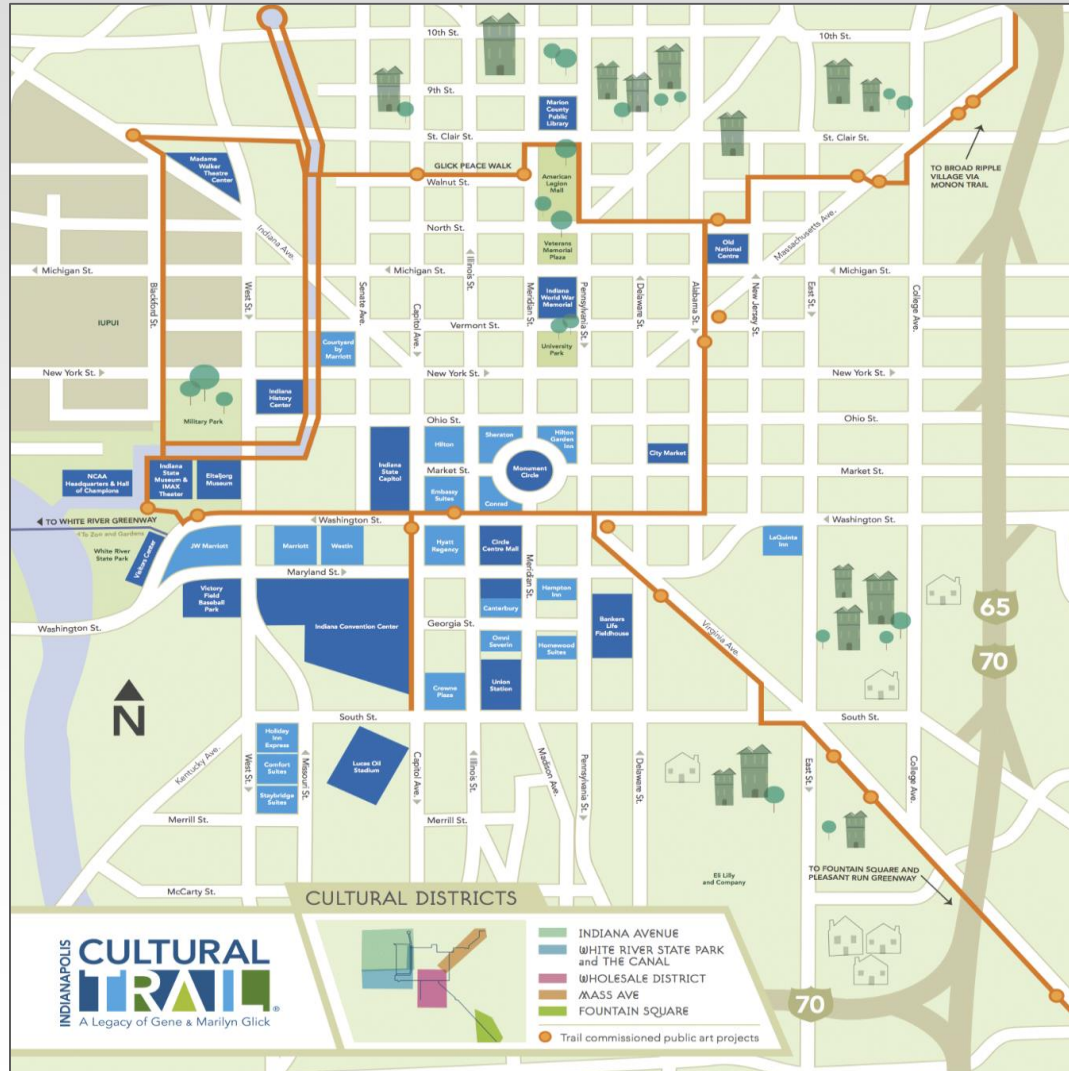 10th St.
10th St.
9th St.
Marion
County
Public
Library
St. Clair St.
St. Clair St.
Madame
Walker
Theatre
Center
GLICK PEACE WALK
Walnut St.
American
Legion
Mall
TO BROAD RIPPLE
VILLAGE VIA
MONON TRAIL
Indiana Ave.
North St.
Massachusetts Ave.
Veterans
Memorial
Plaza
Old
National
Centre
Michigan St.
Michigan St.
Michigan St.
Blackford St.
West St.
Senate Ave.
Capitol Ave.
Illinois St.
Meridian St.
Indiana
World War
Memorial
Pennsylvania St.
Delaware St.
Alabama St.
New Jersey St.
East St.
College Ave.
IUPUI
Vermont St.
Courtyard
by
Marriott
University
Park
New York St.
New York St.
New York St.
Indiana
History
Center
Military Park
Ohio St.
Ohio St.
Indiana
State
Capitol
Hilton
Sheraton
Hilton
Garden
Inn
City Market
Market St.
Monument
Circle
Market St.
NCAA
Headquarters & Hall
of Champions
Indiana
State
Museum &
IMAX
Theater
Eiteljorg
Museum
Embassy
Suites
Conrad
TO WHITE RIVER GREENWAY
To Zoo and Gardens
White River
State Park
Visitors Center
Washington St.
Washington St.
JW Marriott
Marriott
Westin
Hyatt
Regency
Circle
Centre Mall
Meridian St.
LaQuinta
Inn
Maryland St.
Victory
Field
Baseball
Park
Indiana Convention Center
Canterbury
Hampton
Inn
Bankers
Life
Fieldhouse
Virginia Ave.
65
Washington St.
Georgia St.
Omni
Severin
Homewood
Suites
70
N
Crowne
Plaza
Union
Station
South St.
South St.
Kentucky Ave.
West St.
Holiday
Inn
Express
Comfort
Suites
Staybridge
Suites
Missouri St.
Lucas Oil
Stadium
Capitol Ave.
Illinois St.
Madison Ave.
Pennsylvania St.
Delaware St.
East St.
College Ave.
Merrill St.
Merrill St.
McCarty St.
Eli Lilly
and Company
TO FOUNTAIN SQUARE AND
PLEASANT RUN GREENWAY
70
INDIANAPOLIS
CULTURAL
TRAIL®
A Legacy of Gene & Marilyn Glick
CULTURAL DISTRICTS
INDIANA AVENUE
WHITE RIVER STATE PARK
and THE CANAL
WHOLESALE DISTRICT
MASS AVE
FOUNTAIN SQUARE
Trail commissioned public art projects